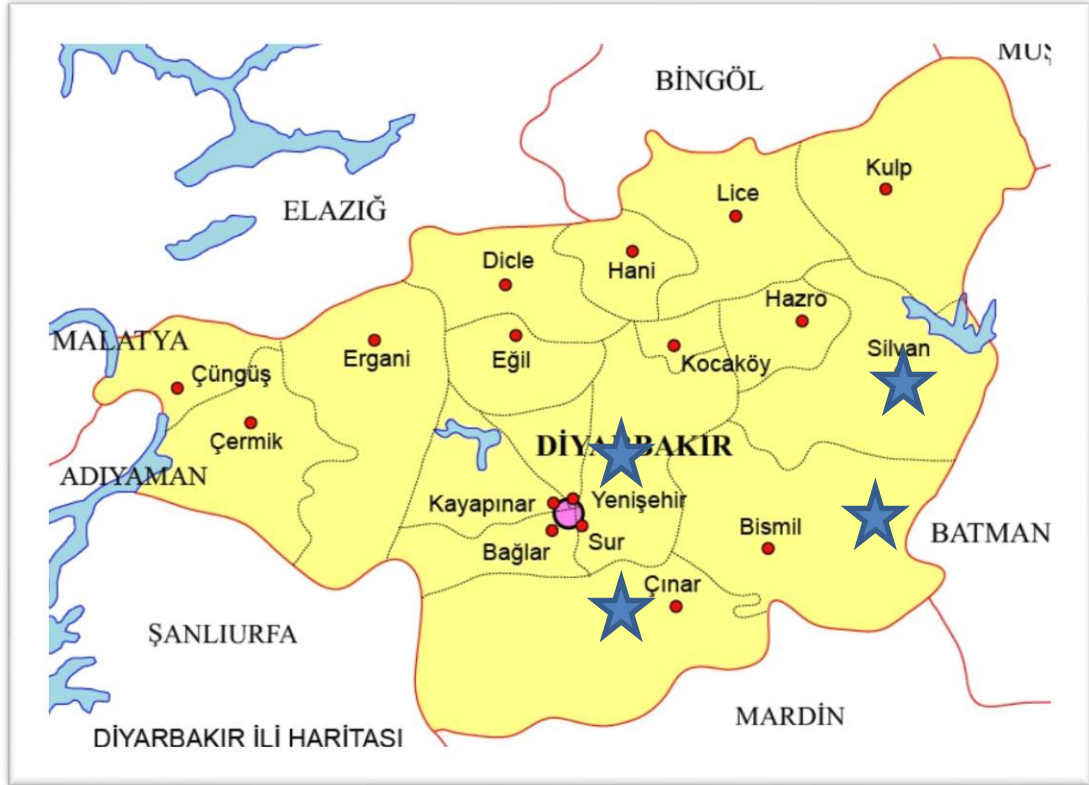 MUŞ
BİNGÖL
Kulp
Lice
ELAZIĞ
Dicle
Hani
Hazro
MALATYA
Ergani
Eğil
Kocaköy
Silvan
Çüngüş
Çermik
DİYARBAKIR
ADIYAMAN
Kayapınar
Yenişehir
Bismil
BATMAN
Bağlar
Sur
Çınar
ŞANLIURFA
MARDİN
DİYARBAKIR İLİ HARİTASI